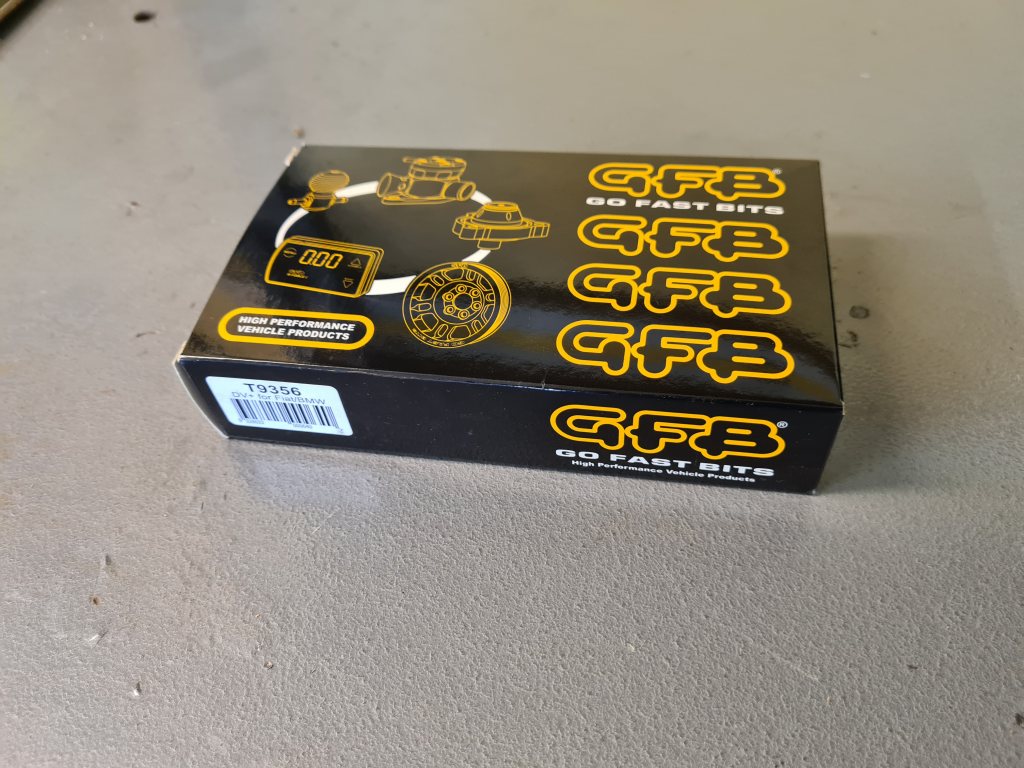 GFB®
GO FAST BITS
GFB
GFB
GFB
0.00
HIGH PERFORMANCE
VEHICLE PRODUCTS
T9356
DV+ for Fiat/BMW
GFB®
GO FAST BITS
High Performance Vehicle Products